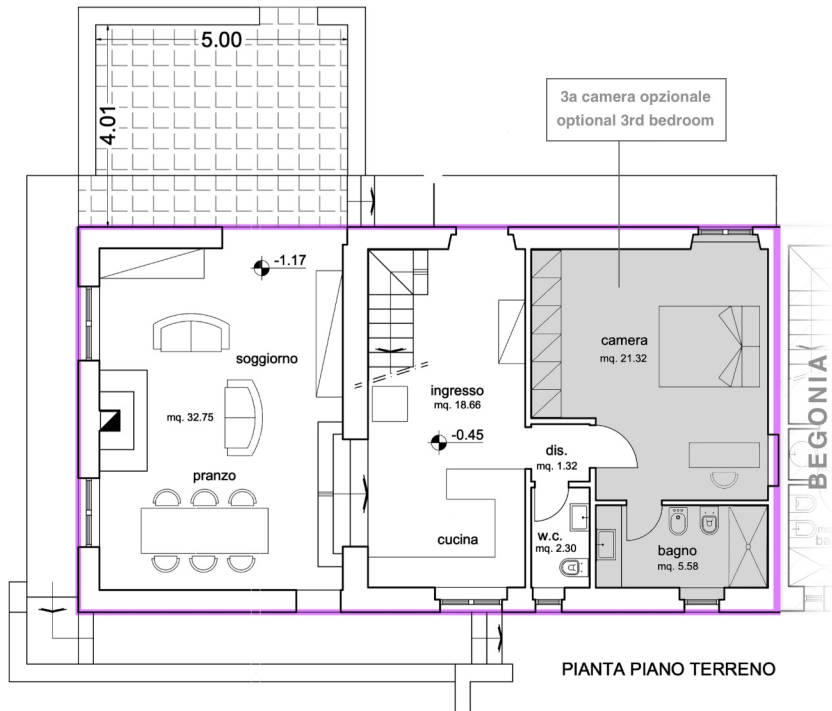 5.00
4.01
3a camera opzionale
optional 3rd bedroom
-1.17
soggiorno
mq. 32.75
pranzo
ingresso
mq. 18.66
-0.45
cucina
camera
mq. 21.32
dis.
mq. 1.32
W.C.
mq. 2.30
bagno
mq. 5.58
BEGONIA
PIANTA PIANO TERRENO